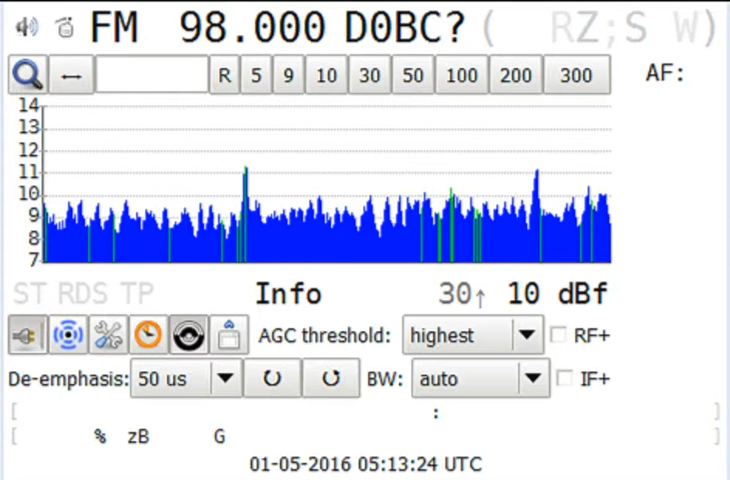 FM 98.000 D0BC?( RZ;S W)
R 5 9 10 30 50 100 200 300 AF:
14
13
12
11
10
9
8
7
ST RDS TP Info 30↑ 10 dBf
AGC threshold: highest RF+
De-emphasis: 50 us BW: auto IF+
[ : ]
[ % zB G ]
01-05-2016 05:13:24 UTC